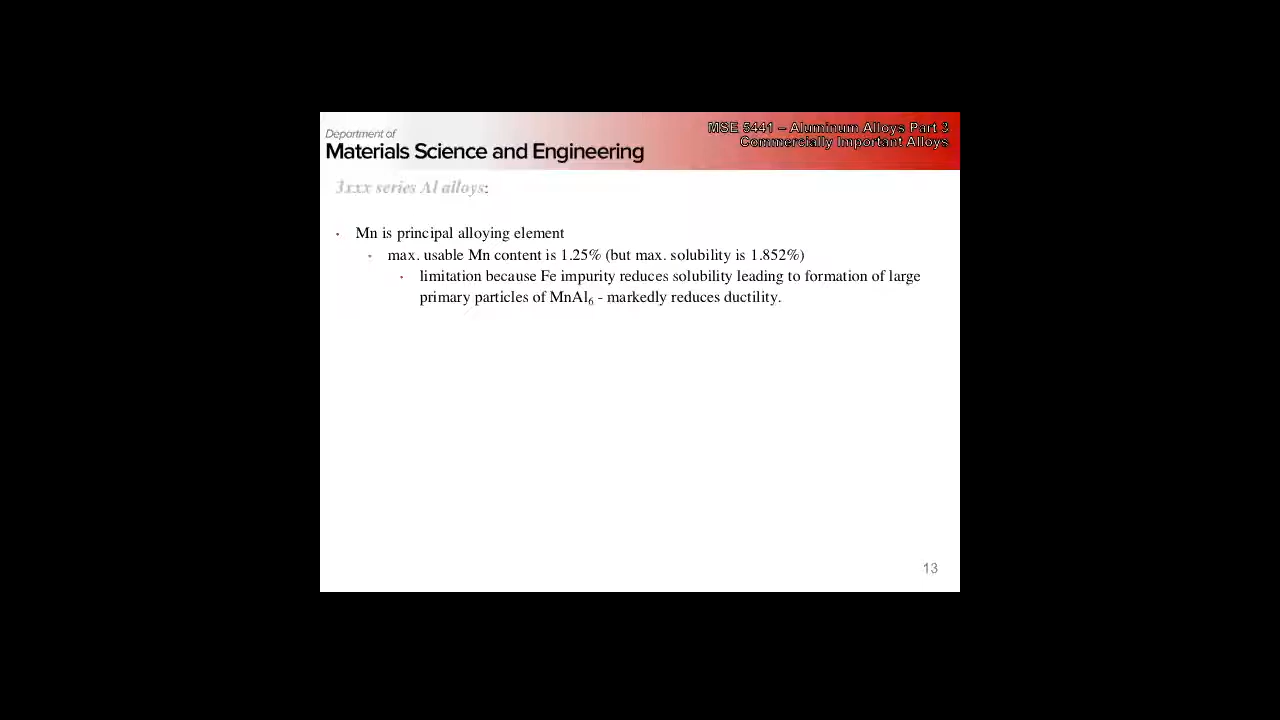 Department of
Materials Science and Engineering
MSE 5441 – Aluminum Alloys Part 3
Commercially Important Alloys
3xxx series Al alloys:
• Mn is principal alloying element
• max. usable Mn content is 1.25% (but max. solubility is 1.852%)
• limitation because Fe impurity reduces solubility leading to formation of large
primary particles of MnAl₆ - markedly reduces ductility.
13